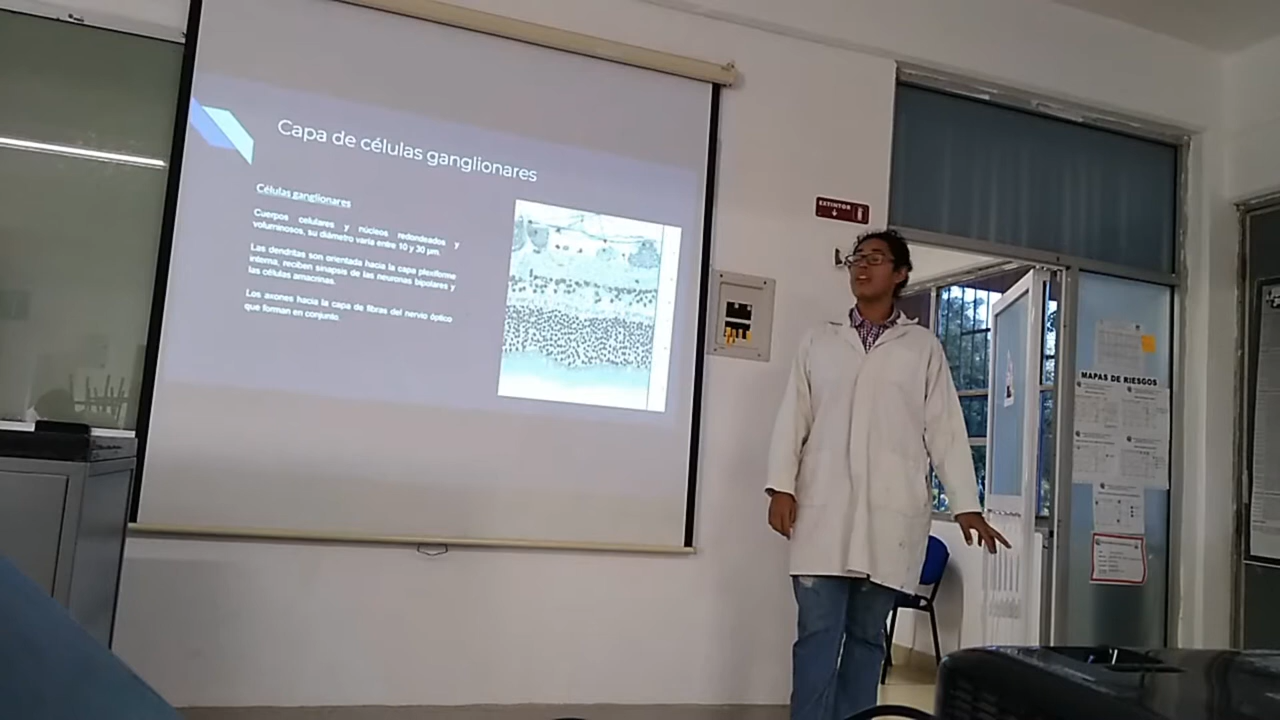 Capa de células ganglionares
Células ganglionares
Cuerpos celulares y núcleos redondeados y
voluminosos, su diámetro varía entre 10 y 30 µm.
Las dendritas son orientada hacia la capa plexiforme
interna, reciben sinapsis de las neuronas bipolares y
las células amacrinas.
Los axones hacia la capa de fibras del nervio óptico
que forman en conjunto.
EXTINTOR
MAPAS DE RIESGOS